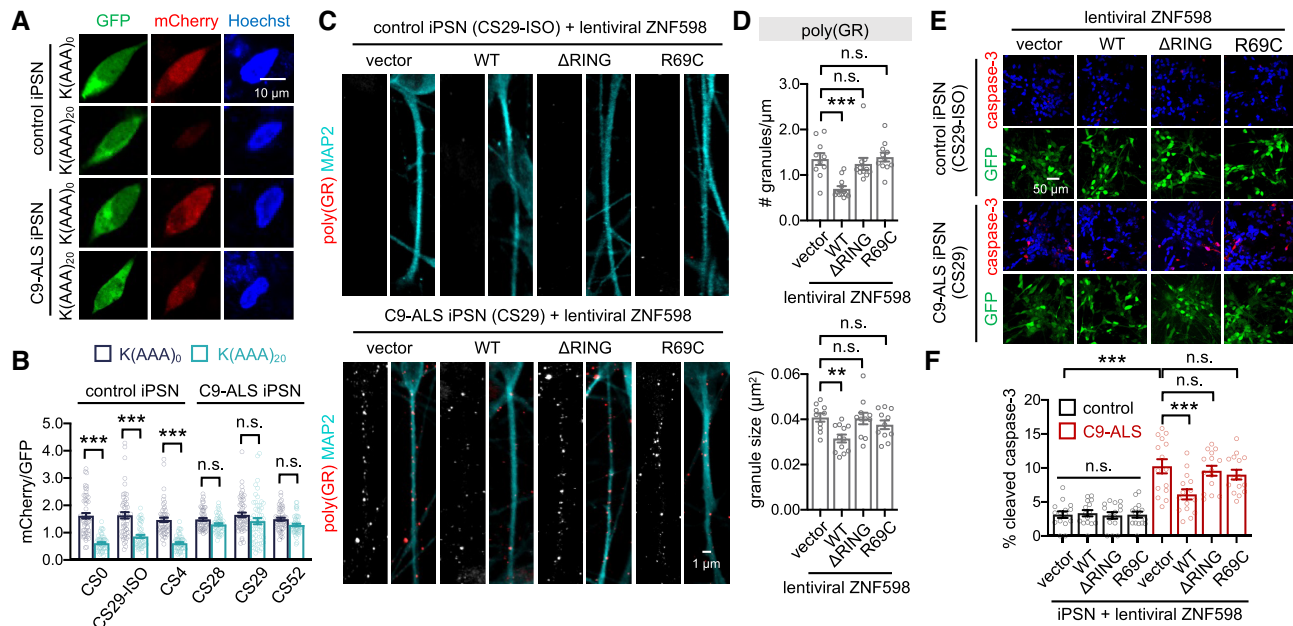 A
GFP mCherry Hoechst
control iPSN
K(AAA)0
10 µm
K(AAA)20
C9-ALS iPSN
K(AAA)0
K(AAA)20
B
K(AAA)0 K(AAA)20
control iPSN C9-ALS iPSN
mCherry/GFP
5.0
4.0
3.0
2.0
1.0
0
*** *** *** n.s. n.s. n.s.
CS0 CS29-ISO CS4 CS28 CS29 CS52
C
control iPSN (CS29-ISO) + lentiviral ZNF598
vector WT ΔRING R69C
poly(GR) MAP2
C9-ALS iPSN (CS29) + lentiviral ZNF598
vector WT ΔRING R69C
poly(GR) MAP2
1 µm
D
poly(GR)
n.s.
n.s.
***
# granules/µm
3.0
2.0
1.0
0.0
vector WT ΔRING R69C
lentiviral ZNF598
n.s.
n.s.
**
granule size (µm²)
0.06
0.04
0.02
0.00
vector WT ΔRING R69C
lentiviral ZNF598
E
lentiviral ZNF598
vector WT ΔRING R69C
control iPSN
(CS29-ISO)
caspase-3
GFP
50 µm
C9-ALS iPSN
(CS29)
caspase-3
GFP
F
*** n.s.
n.s.
***
control
C9-ALS
n.s.
% cleaved caspase-3
20
15
10
5
0
vector WT ΔRING R69C vector WT ΔRING R69C
iPSN + lentiviral ZNF598